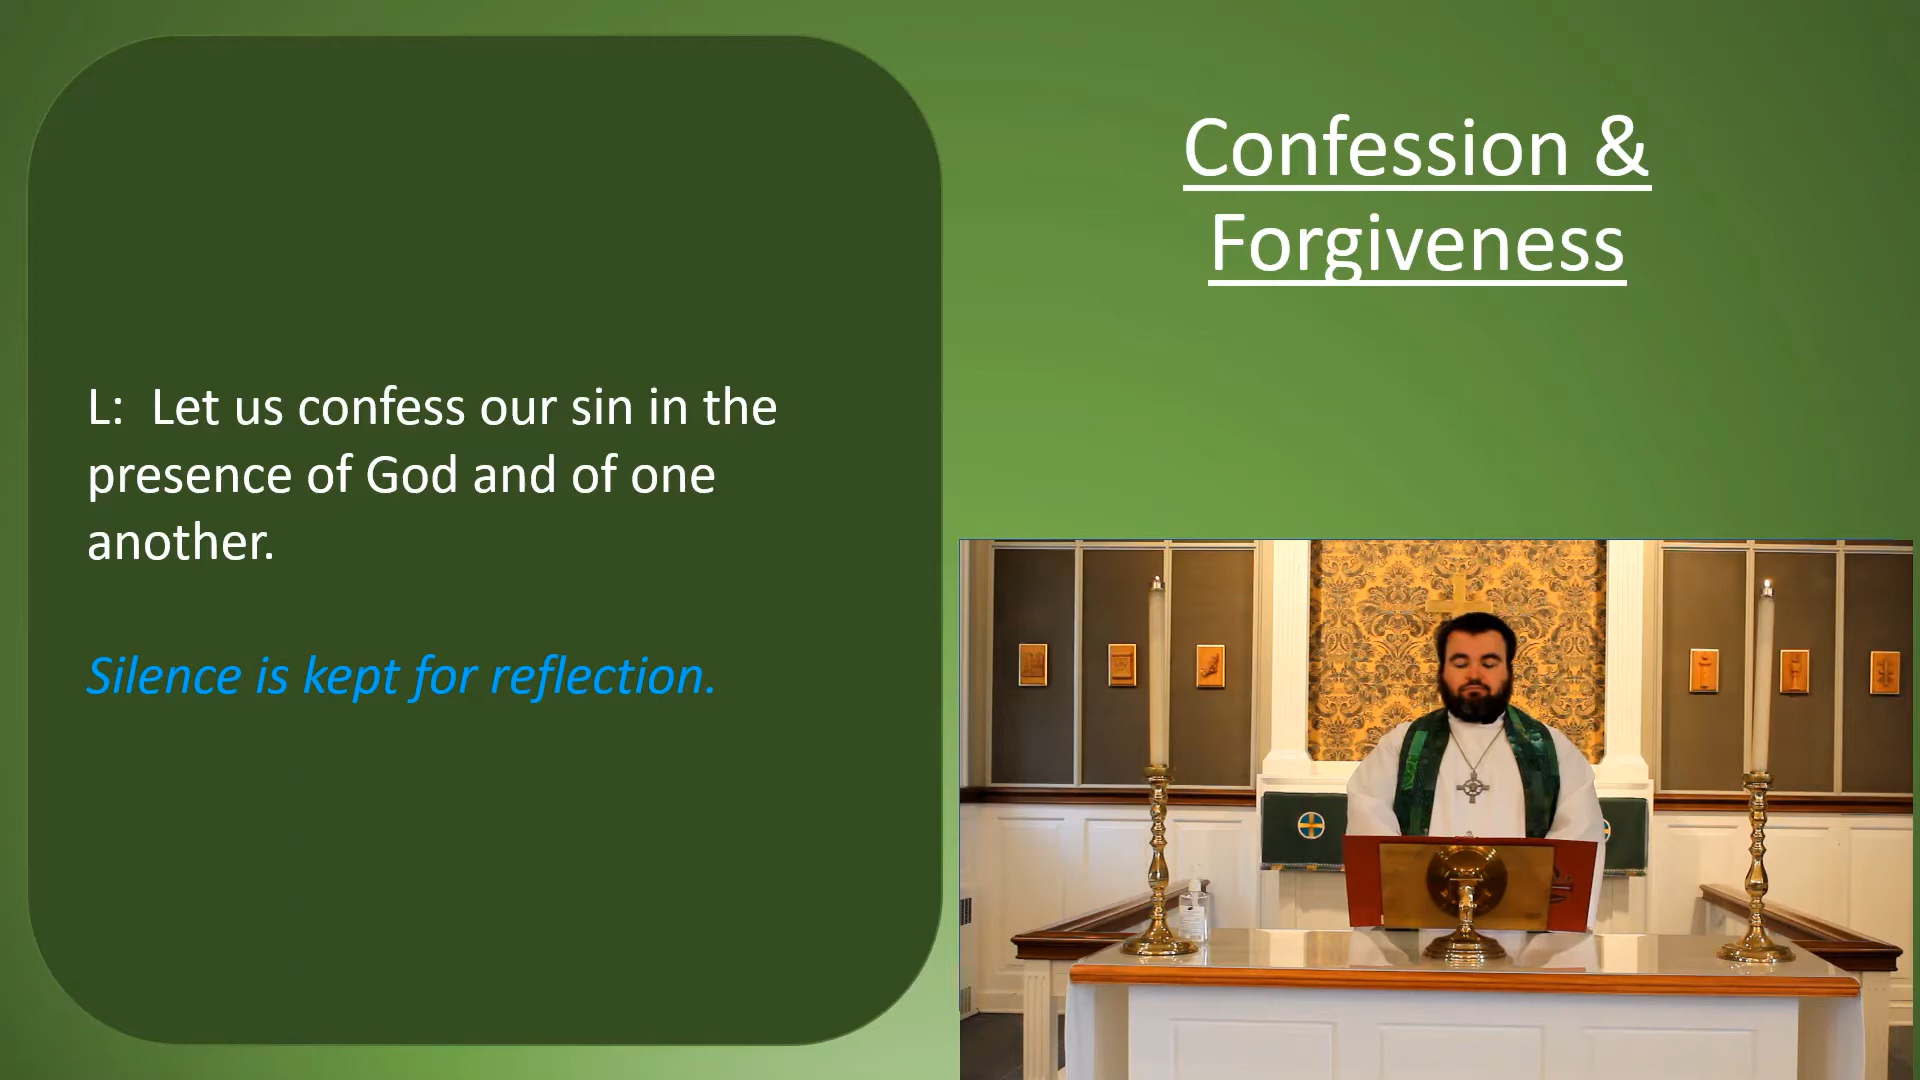 Confession &
Forgiveness
L:  Let us confess our sin in the
presence of God and of one
another.
Silence is kept for reflection.